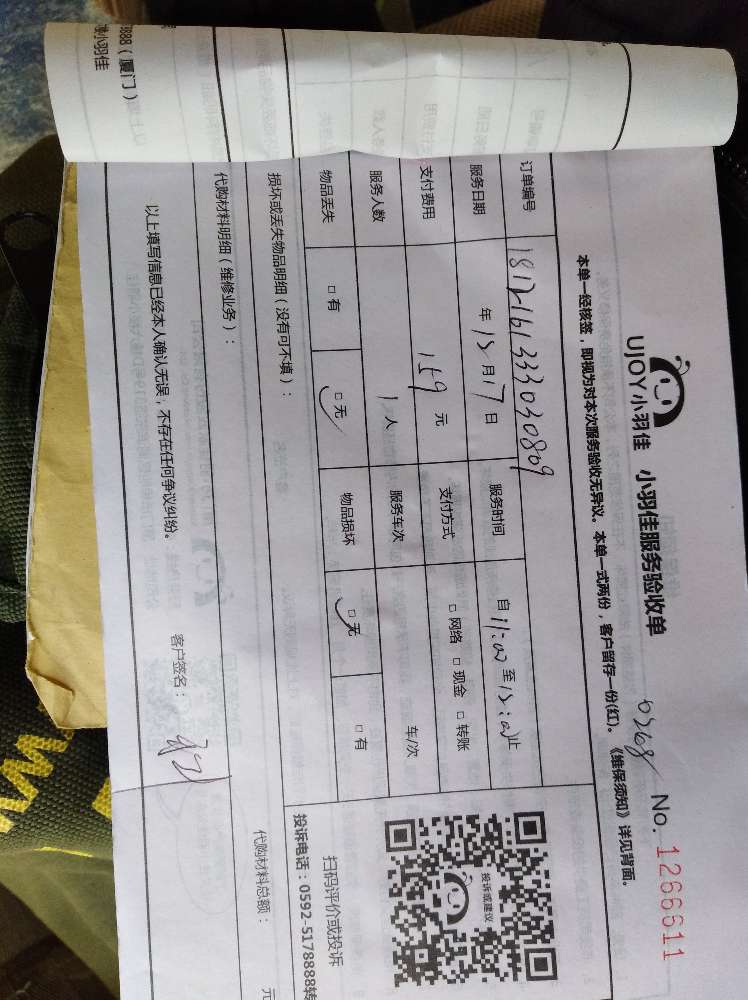 UJOY小羽佳 小羽佳服务验收单
0268 No. 1266611
本单一经核签，即视为对本次服务验收无异议。本单一式两份，客户留存一份(红)。《维保须知》详见背面。
订单编号 181216133303080809
服务日期 年 12 月 17 日 服务时间 自 11:00 至 12:00 止
支付费用 159 元 支付方式 □ 网络 □ 现金 □ 转账
服务人数 1 人 服务车次 车/次
物品丢失 □ 有 □ 无 物品损坏 □ 无 □ 有
损坏或丢失物品明细（没有可不填）：
代购材料明细（维修业务）： 代购材料总额： 元
以上填写信息已经本人确认无误，不存在任何争议纠纷。 客户签名：
投诉或建议
扫码评价或投诉
投诉电话：0592-5178888转
888（厦门）
小羽佳